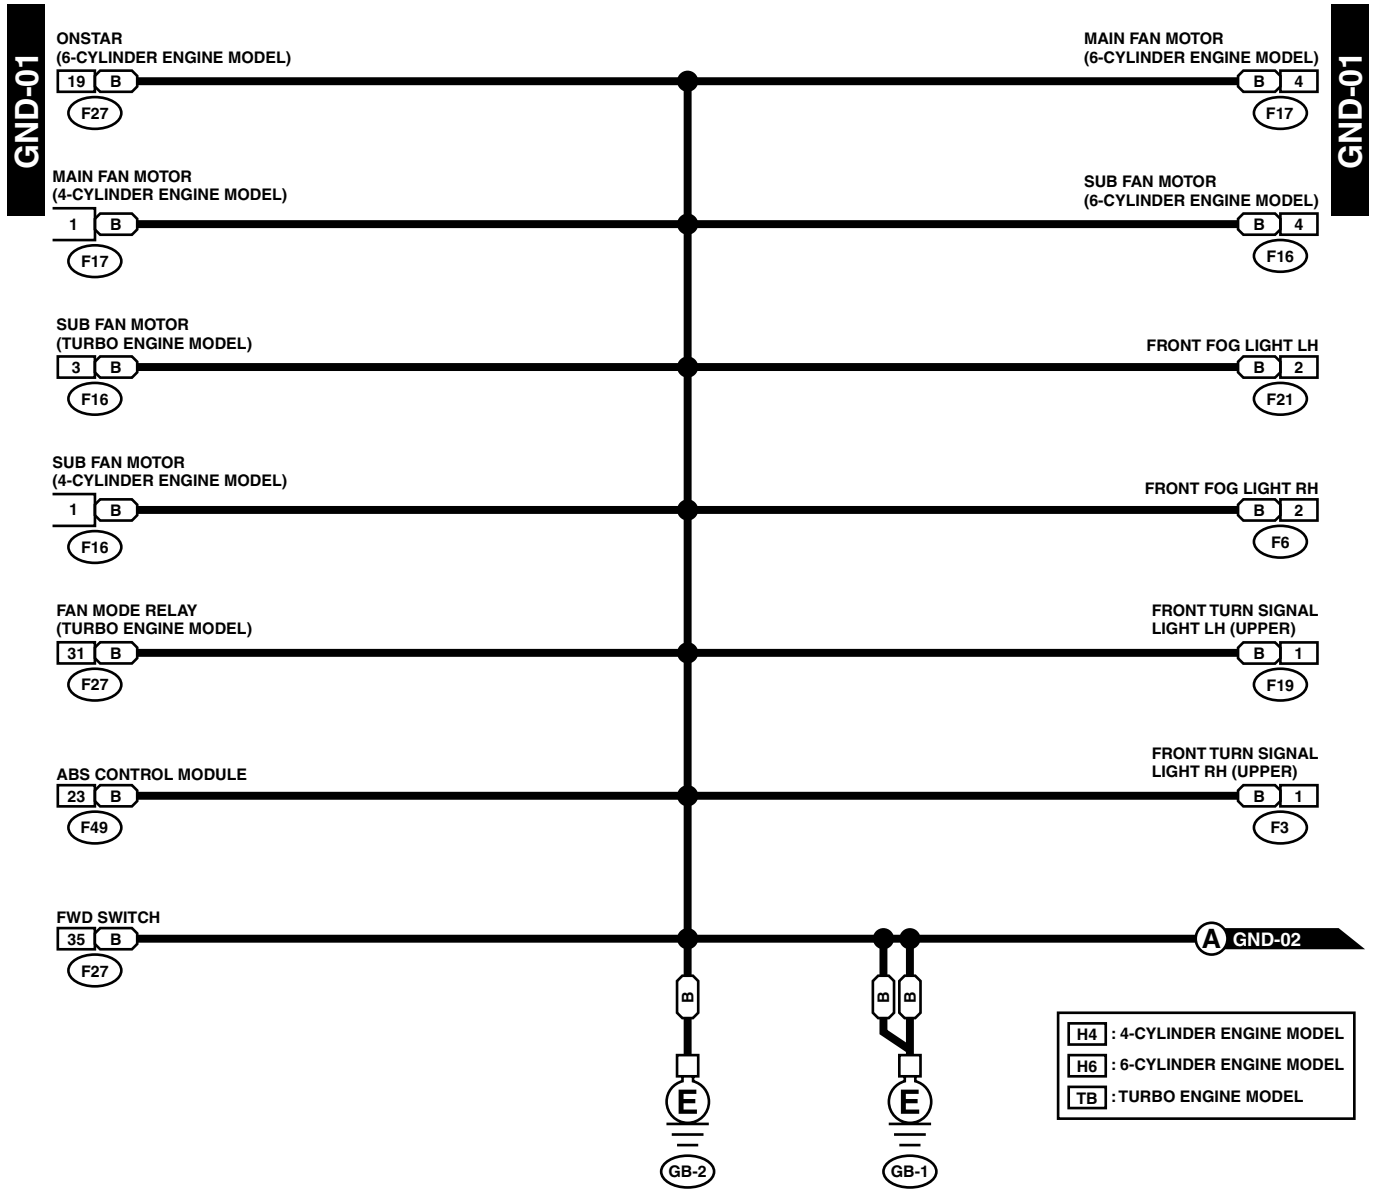 GND-01
GND-01
ONSTAR
(6-CYLINDER ENGINE MODEL)
19 B
F27
MAIN FAN MOTOR
(6-CYLINDER ENGINE MODEL)
B 4
F17
MAIN FAN MOTOR
(4-CYLINDER ENGINE MODEL)
1 B
F17
SUB FAN MOTOR
(6-CYLINDER ENGINE MODEL)
B 4
F16
SUB FAN MOTOR
(TURBO ENGINE MODEL)
3 B
F16
FRONT FOG LIGHT LH
B 2
F21
SUB FAN MOTOR
(4-CYLINDER ENGINE MODEL)
1 B
F16
FRONT FOG LIGHT RH
B 2
F6
FAN MODE RELAY
(TURBO ENGINE MODEL)
31 B
F27
FRONT TURN SIGNAL
LIGHT LH (UPPER)
B 1
F19
ABS CONTROL MODULE
23 B
F49
FRONT TURN SIGNAL
LIGHT RH (UPPER)
B 1
F3
FWD SWITCH
35 B
F27
A GND-02
B
B
B
E
E
GB-2
GB-1
H4 : 4-CYLINDER ENGINE MODEL
H6 : 6-CYLINDER ENGINE MODEL
TB : TURBO ENGINE MODEL